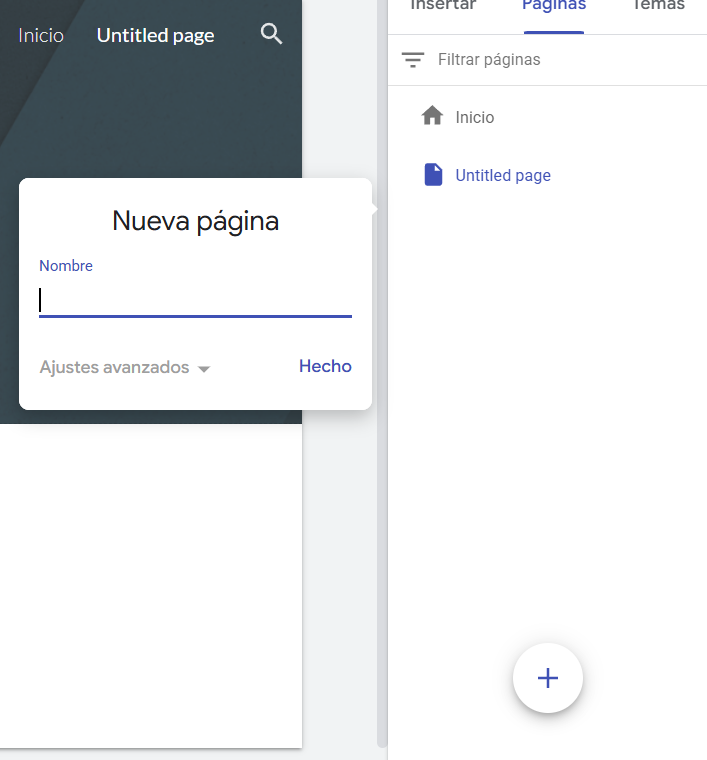 Inicio Untitled page
Insertar Páginas Temas
Filtrar páginas
Inicio
Untitled page
Nueva página
Nombre
Ajustes avanzados Hecho